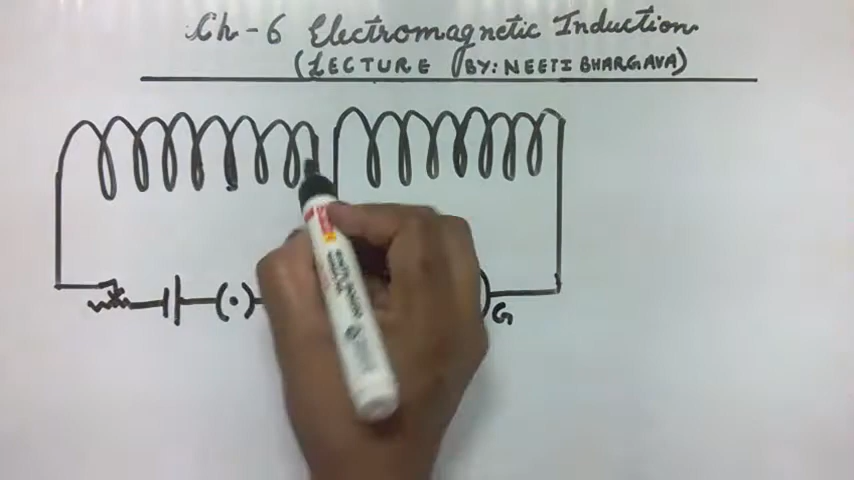 Ch - 6 Electromagnetic Induction
(LECTURE BY: NEETI BHARGAVA)
G